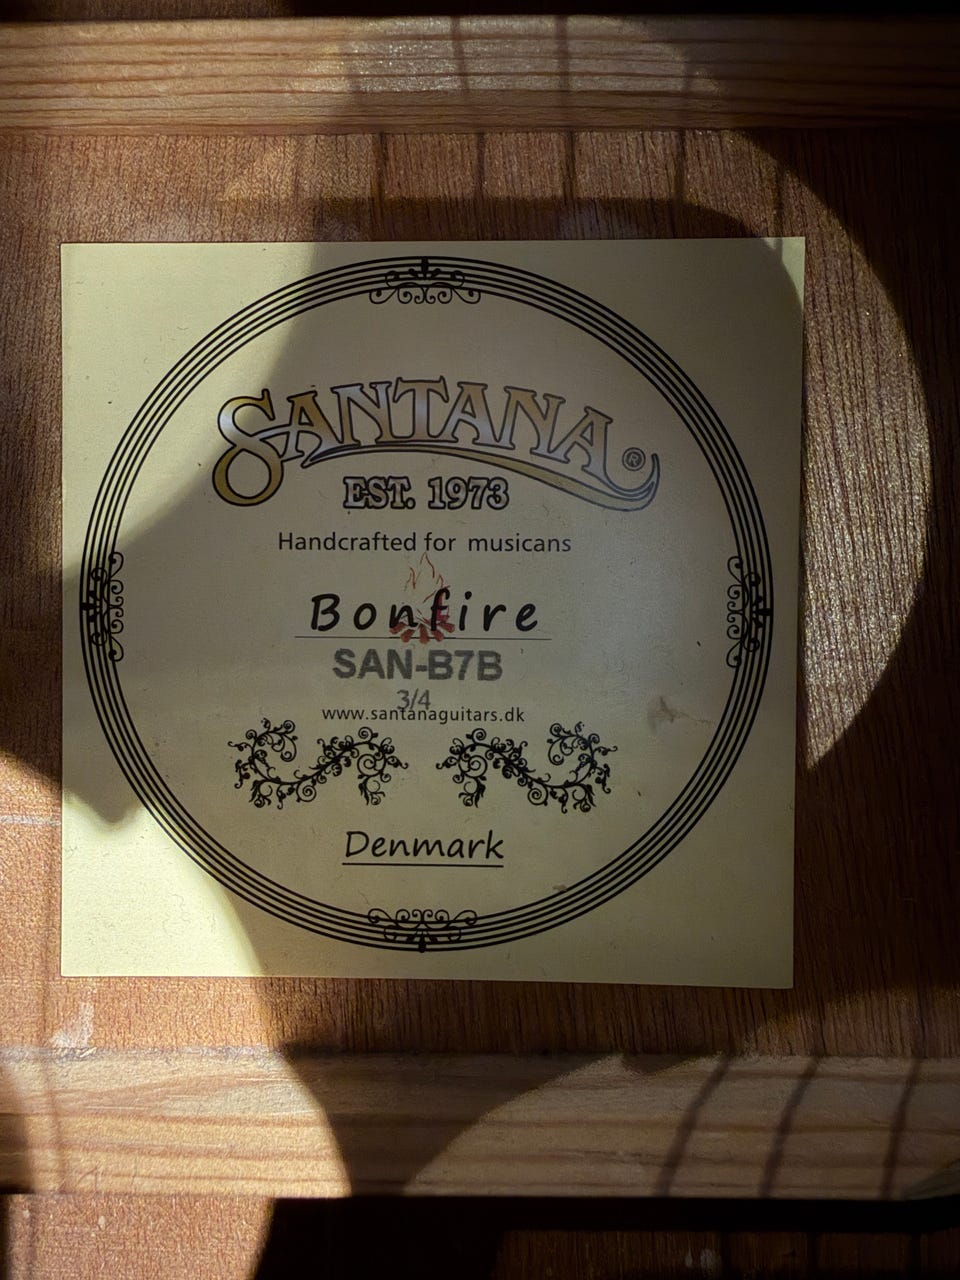 SANTANA®
EST. 1973
Handcrafted for musicans
Bonfire
SAN-B7B
3/4
www.santanaguitars.dk
Denmark